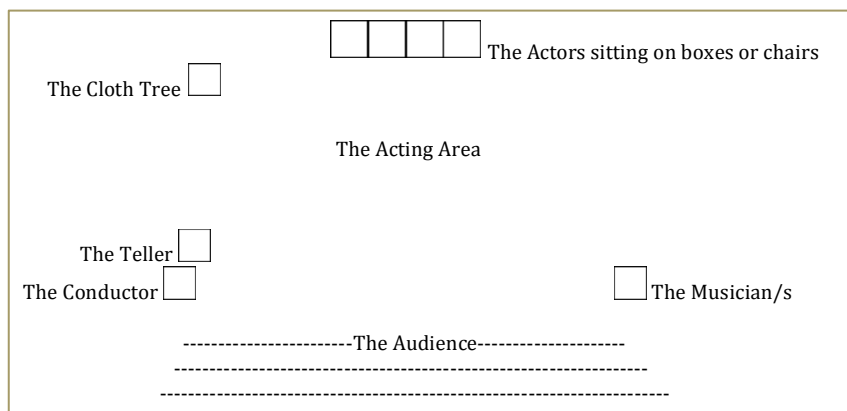 The Actors sitting on boxes or chairs
The Cloth Tree
The Acting Area
The Teller
The Conductor
The Musician/s
------------------------The Audience---------------------
--------------------------------------------------------------------
-------------------------------------------------------------------------